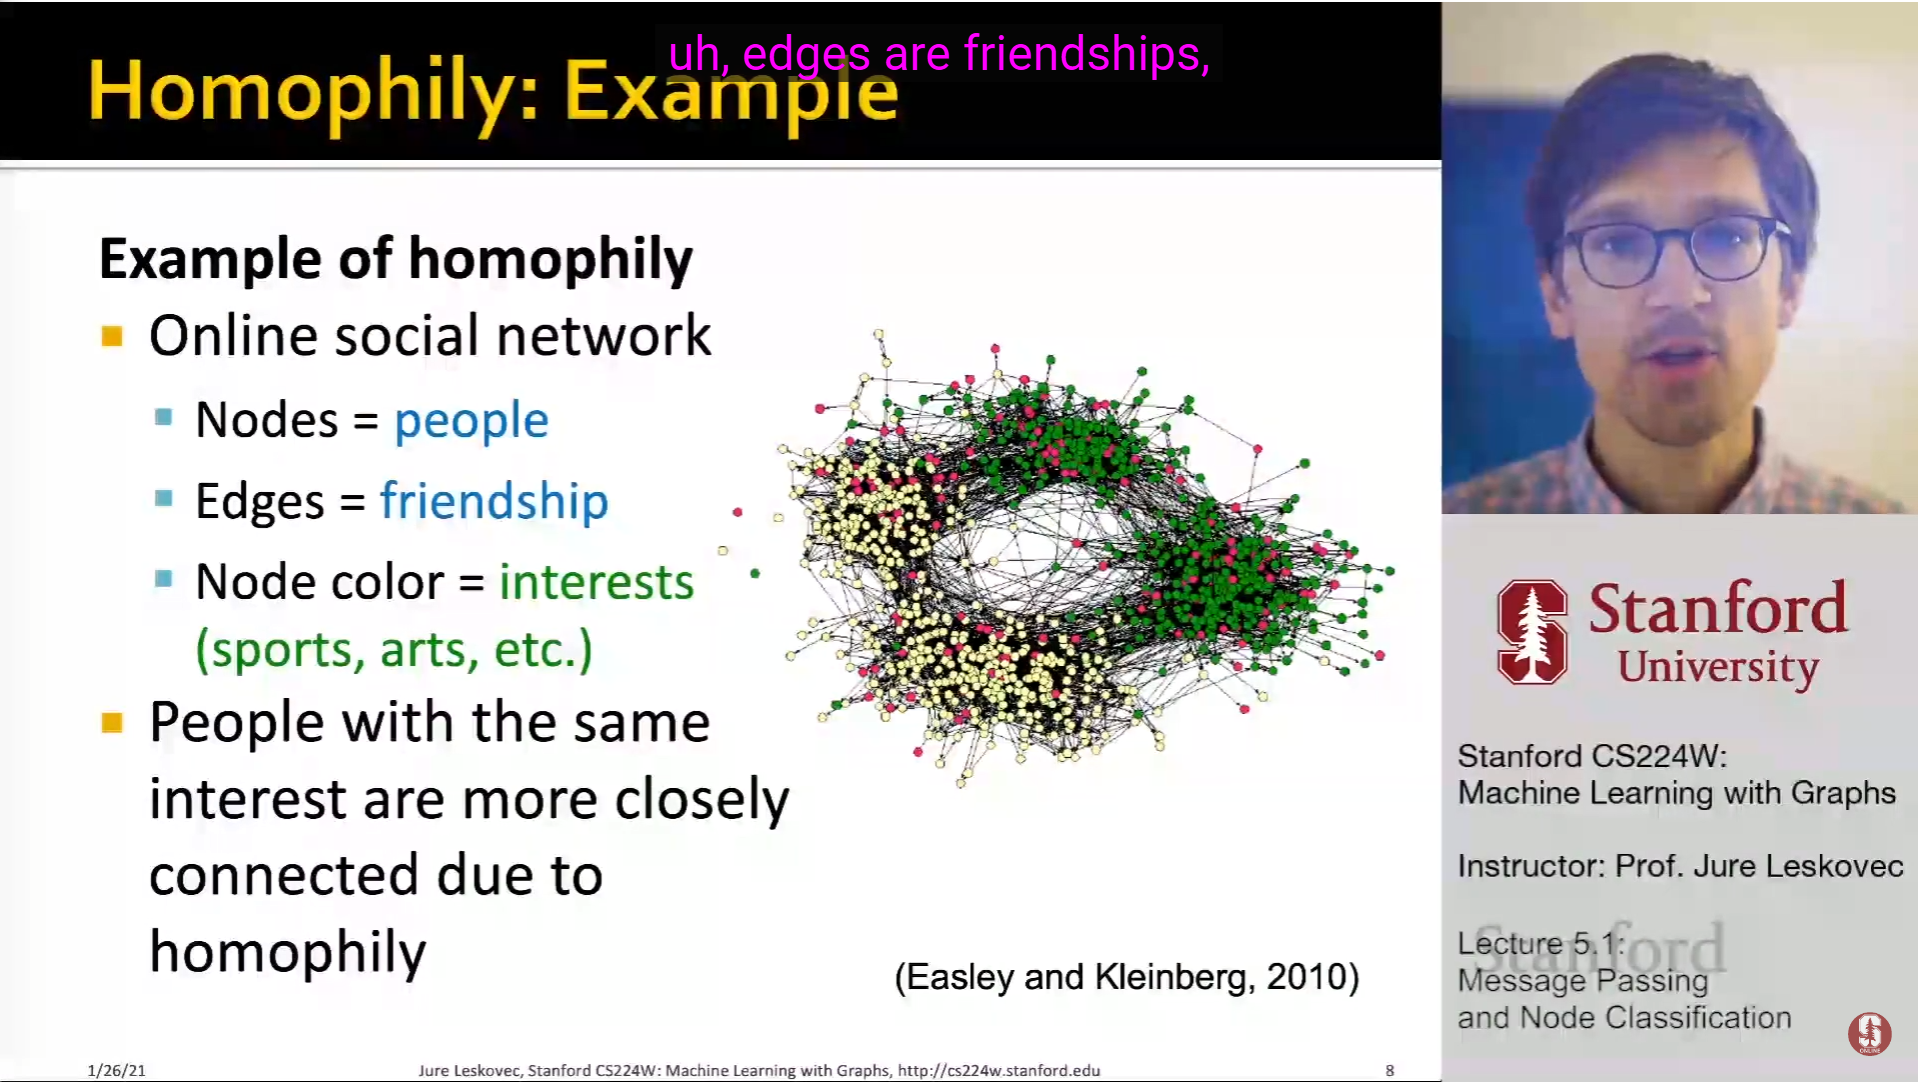 uh, edges are friendships,
Homophily: Example
Example of homophily
Online social network
Nodes = people
Edges = friendship
Node color = interests
(sports, arts, etc.)
People with the same
interest are more closely
connected due to
homophily
(Easley and Kleinberg, 2010)
1/26/21
Jure Leskovec, Stanford CS224W: Machine Learning with Graphs, http://cs224w.stanford.edu
8
Stanford
University
Stanford CS224W:
Machine Learning with Graphs
Instructor: Prof. Jure Leskovec
Stanford
Lecture 5.1:
Message Passing
and Node Classification
S
ONLINE